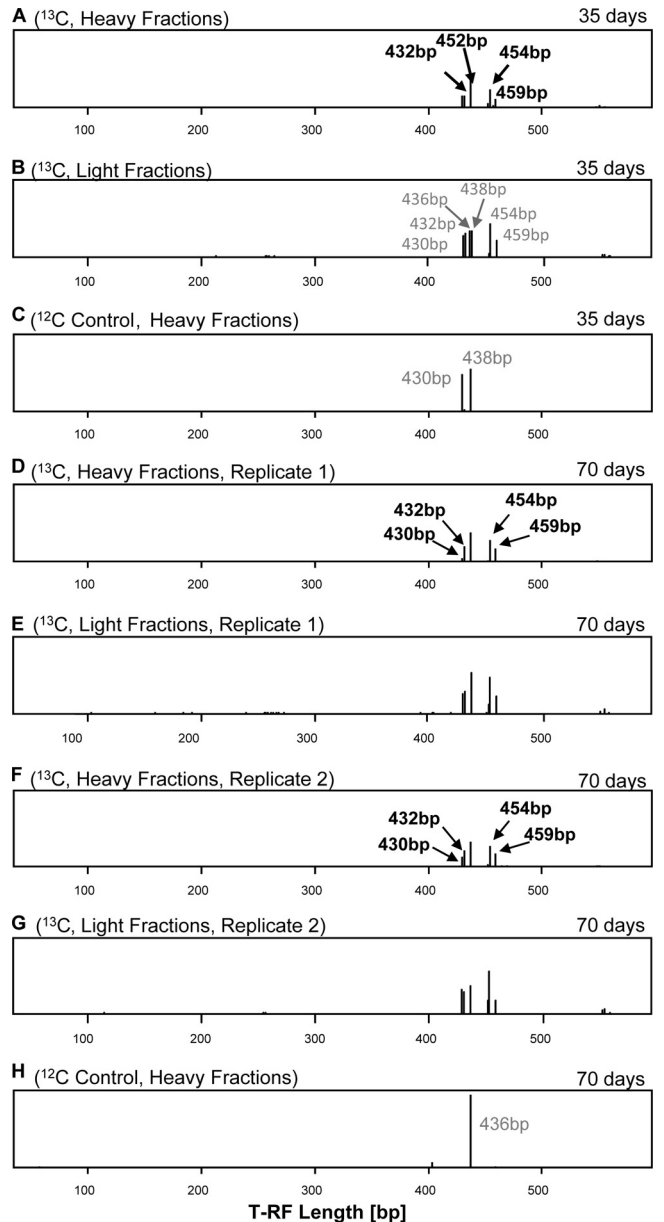 A (13C, Heavy Fractions) 35 days
452bp
432bp 454bp
459bp
100 200 300 400 500
B (13C, Light Fractions) 35 days
438bp
436bp
454bp
432bp
459bp
430bp
100 200 300 400 500
C (12C Control, Heavy Fractions) 35 days
438bp
430bp
100 200 300 400 500
D (13C, Heavy Fractions, Replicate 1) 70 days
454bp
432bp
459bp
430bp
100 200 300 400 500
E (13C, Light Fractions, Replicate 1) 70 days
100 200 300 400 500
F (13C, Heavy Fractions, Replicate 2) 70 days
454bp
432bp
459bp
430bp
100 200 300 400 500
G (13C, Light Fractions, Replicate 2) 70 days
100 200 300 400 500
H (12C Control, Heavy Fractions) 70 days
436bp
100 200 300 400 500
T-RF Length [bp]